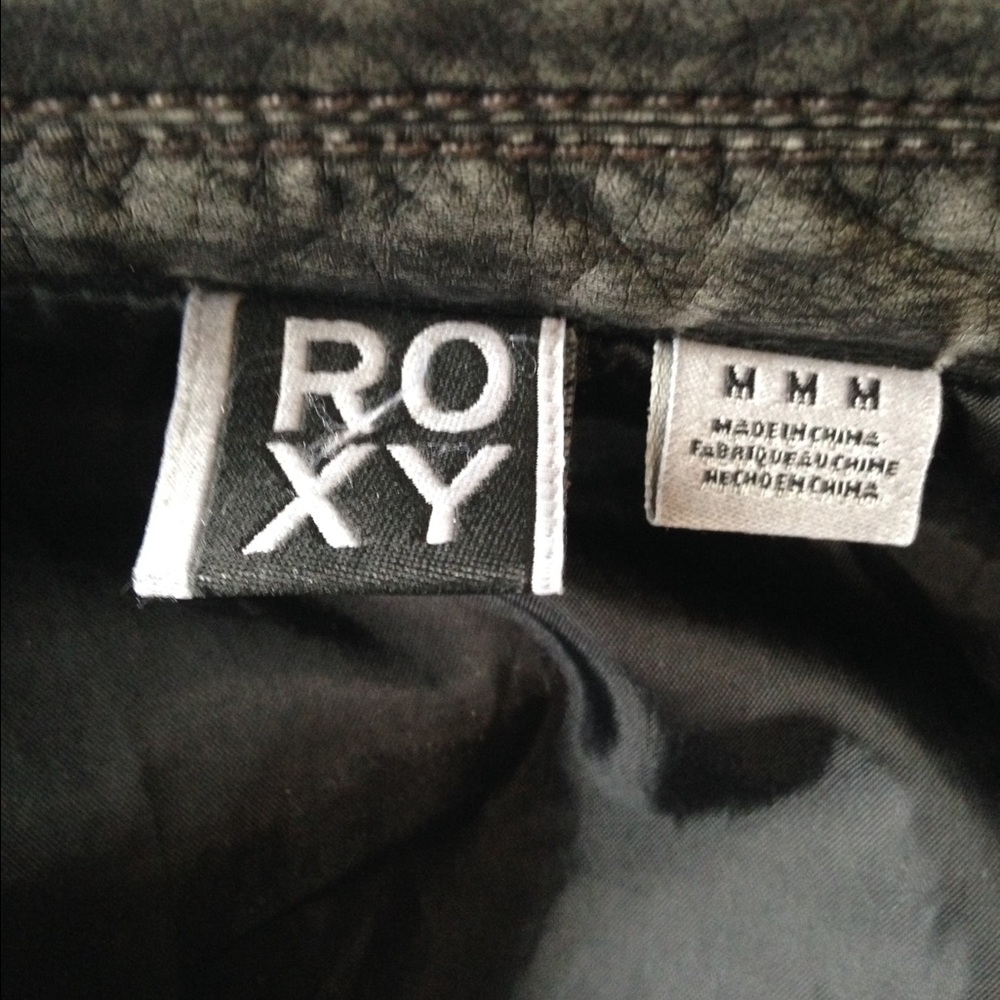 RO
XY
M M M
MADE IN CHINA
FABRIQUE AU CHINE
HECHO EN CHINA